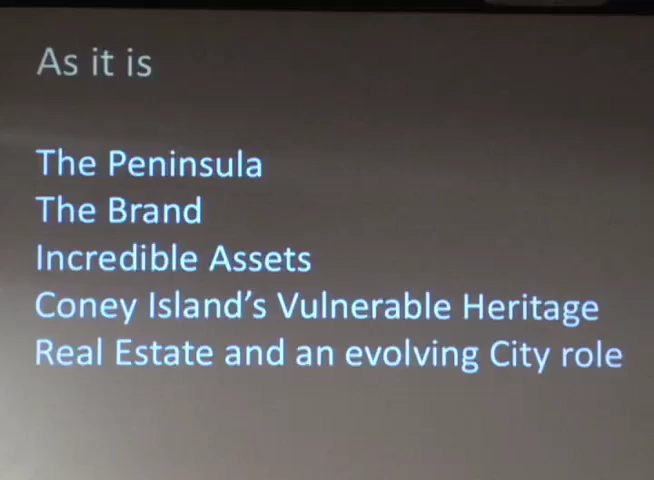 As it is
The Peninsula
The Brand
Incredible Assets
Coney Island’s Vulnerable Heritage
Real Estate and an evolving City role